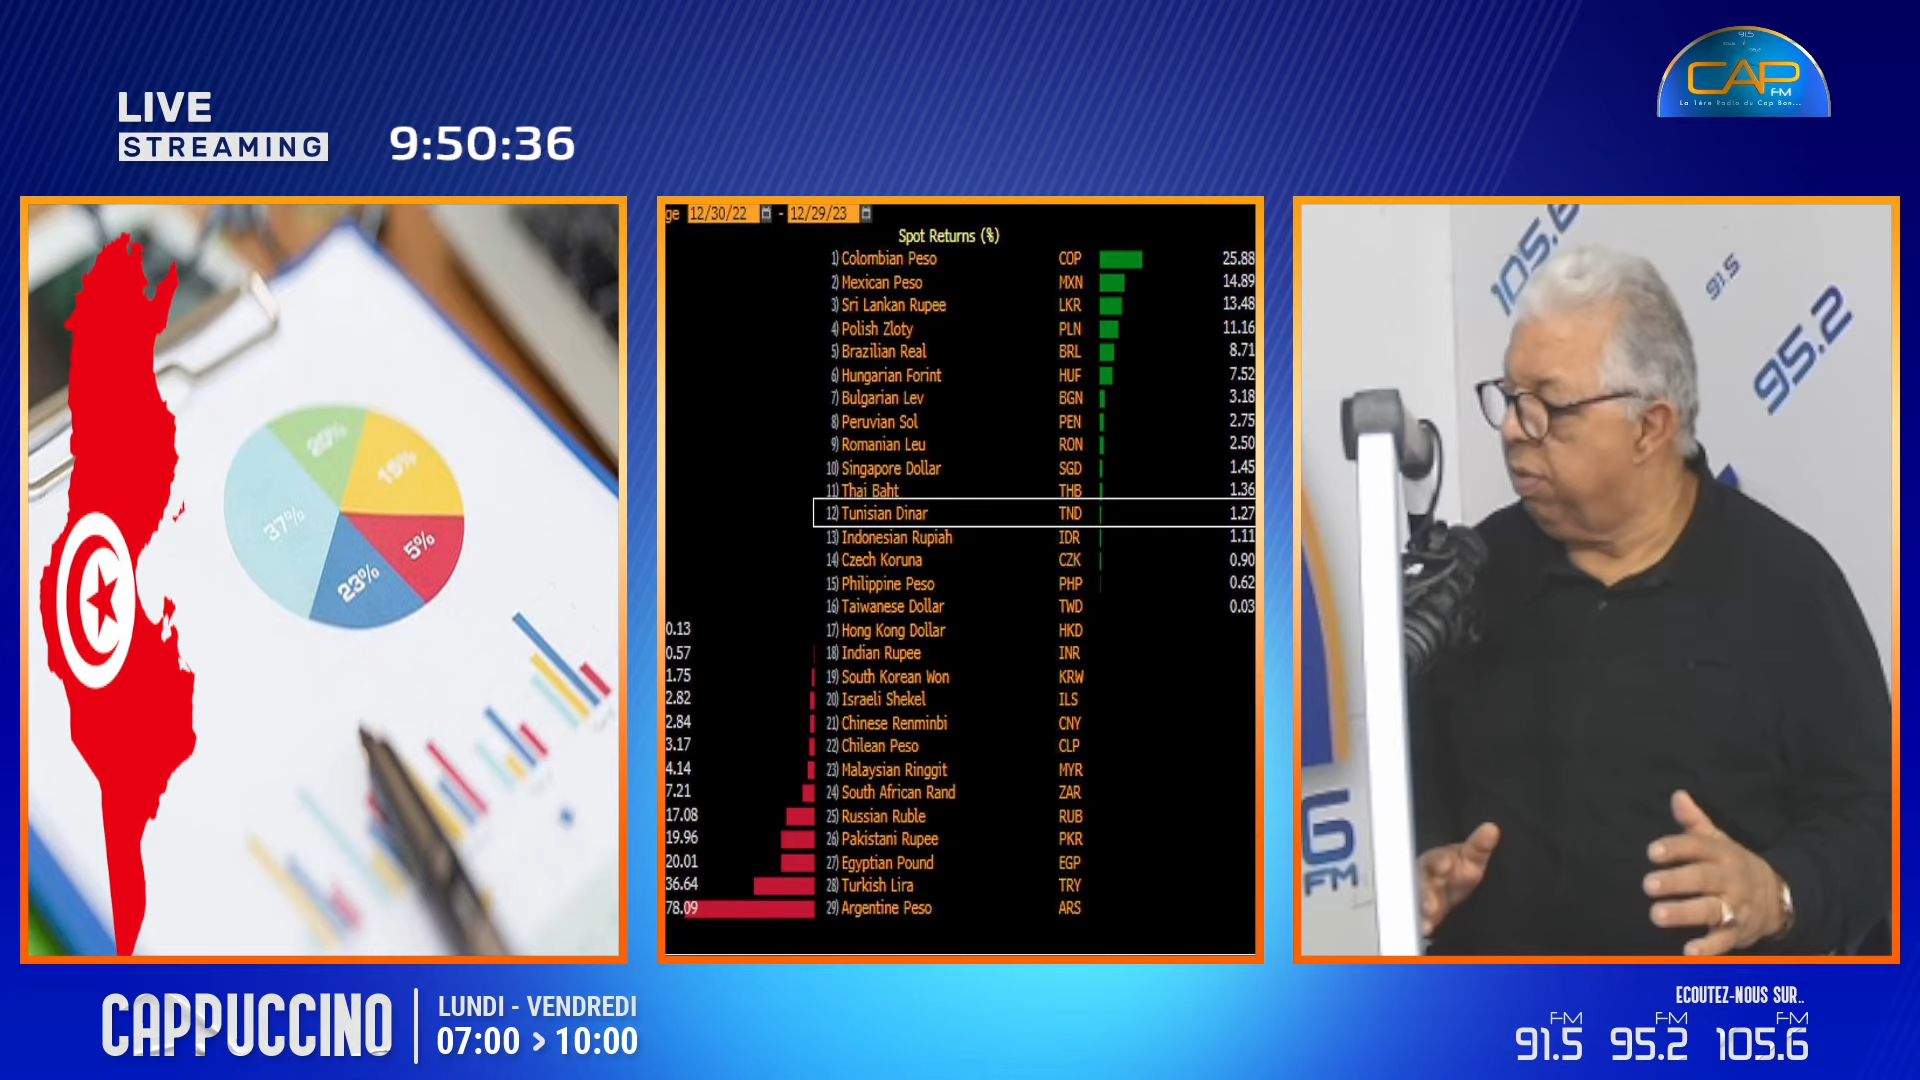 LIVE
STREAMING
9:50:36
91.5
CAP
FM
La 1ère Radio du Cap Bon...
20%
15%
37%
5%
23%
ge 12/30/22 - 12/29/23
Spot Returns (%)
1) Colombian Peso COP 25.88
2) Mexican Peso MXN 14.89
3) Sri Lankan Rupee LKR 13.48
4) Polish Zloty PLN 11.16
5) Brazilian Real BRL 8.71
6) Hungarian Forint HUF 7.52
7) Bulgarian Lev BGN 3.18
8) Peruvian Sol PEN 2.75
9) Romanian Leu RON 2.50
10) Singapore Dollar SGD 1.45
11) Thai Baht THB 1.36
12) Tunisian Dinar TND 1.27
13) Indonesian Rupiah IDR 1.11
14) Czech Koruna CZK 0.90
15) Philippine Peso PHP 0.62
16) Taiwanese Dollar TWD 0.03
0.13 17) Hong Kong Dollar HKD
0.57 18) Indian Rupee INR
1.75 19) South Korean Won KRW
2.82 20) Israeli Shekel ILS
2.84 21) Chinese Renminbi CNY
3.17 22) Chilean Peso CLP
4.14 23) Malaysian Ringgit MYR
7.21 24) South African Rand ZAR
17.08 25) Russian Ruble RUB
19.96 26) Pakistani Rupee PKR
20.01 27) Egyptian Pound EGP
36.64 28) Turkish Lira TRY
78.09 29) Argentine Peso ARS
105.6
91.5
95.2
6
FM
CAPPUCCINO
LUNDI - VENDREDI
07:00 > 10:00
ECOUTEZ-NOUS SUR..
FM FM FM
91.5 95.2 105.6